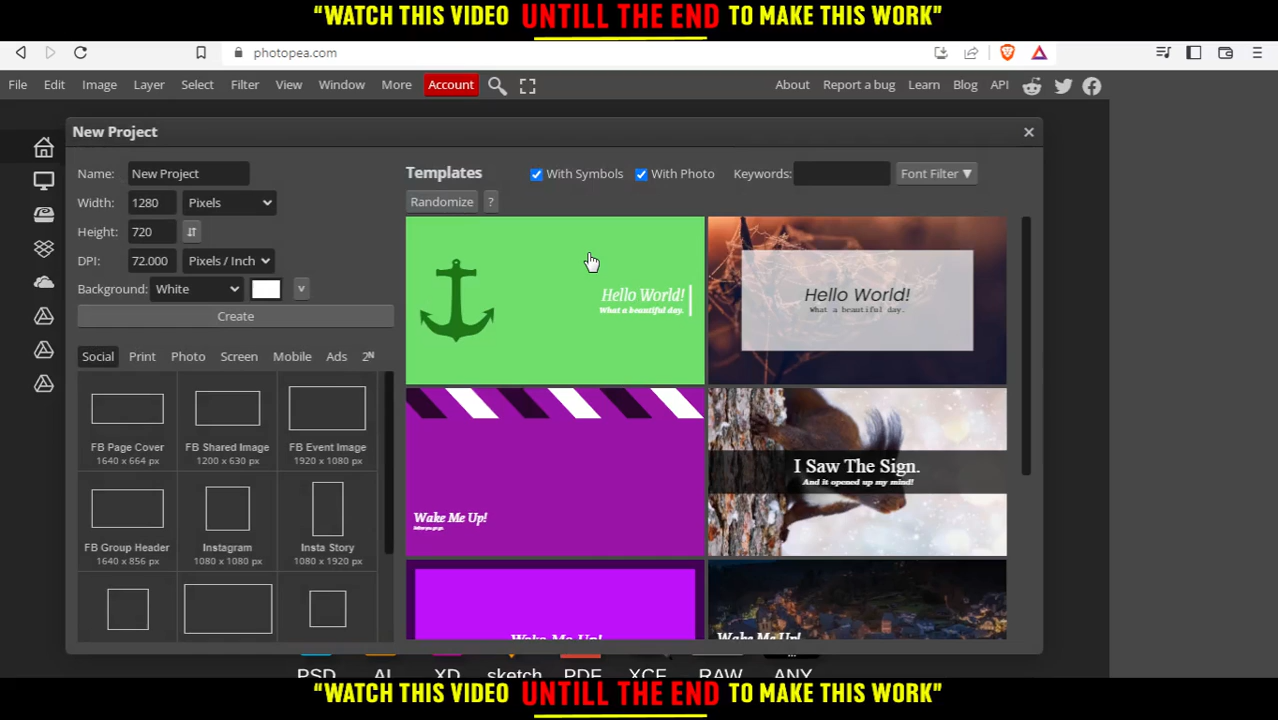 “WATCH THIS VIDEO UNTILL THE END TO MAKE THIS WORK”
photopea.com
File Edit Image Layer Select Filter View Window More Account About Report a bug Learn Blog API
New Project
Name: New Project
Width: 1280 Pixels
Height: 720
DPI: 72.000 Pixels / Inch
Background: White v
Create
Social Print Photo Screen Mobile Ads 2ᴺ
FB Page Cover
1640 x 664 px
FB Shared Image
1200 x 630 px
FB Event Image
1920 x 1080 px
FB Group Header
1640 x 856 px
Instagram
1080 x 1080 px
Insta Story
1080 x 1920 px
Templates With Symbols With Photo Keywords: Font Filter ▼
Randomize ?
Hello World!
What a beautiful day.
Hello World!
What a beautiful day.
Wake Me Up!
I Saw The Sign.
And it opened up my mind!
Wake Me Up!
Wake Me Up!
PSD AI XD sketch PDF XCF RAW ANY
“WATCH THIS VIDEO UNTILL THE END TO MAKE THIS WORK”